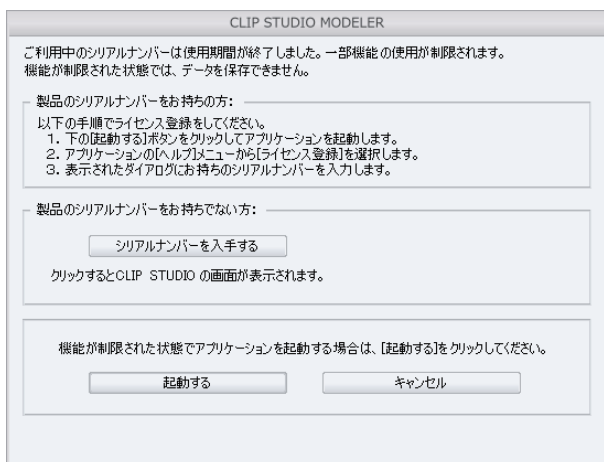 CLIP STUDIO MODELER
ご利用中のシリアルナンバーは使用期間が終了しました。一部機能の使用が制限されます。
機能が制限された状態では、データを保存できません。
製品のシリアルナンバーをお持ちの方：
以下の手順でライセンス登録をしてください。
1. 下の[起動する]ボタンをクリックしてアプリケーションを起動します。
2. アプリケーションの[ヘルプ]メニューから[ライセンス登録]を選択します。
3. 表示されたダイアログにお持ちのシリアルナンバーを入力します。
製品のシリアルナンバーをお持ちでない方：
シリアルナンバーを入手する
クリックするとCLIP STUDIO の画面が表示されます。
機能が制限された状態でアプリケーションを起動する場合は、[起動する]をクリックしてください。
起動する キャンセル